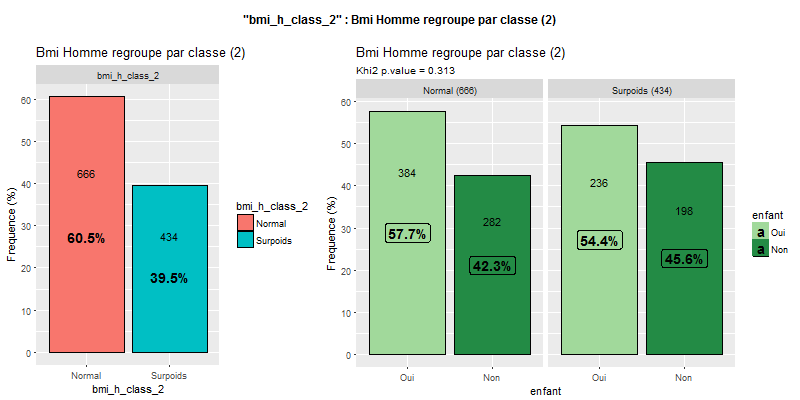 "bmi_h_class_2" : Bmi Homme regroupe par classe (2)
Bmi Homme regroupe par classe (2)
bmi_h_class_2
60
50
40
30
20
10
0
Frequence (%)
666
60.5%
434
39.5%
Normal
Surpoids
bmi_h_class_2
bmi_h_class_2
Normal
Surpoids
Bmi Homme regroupe par classe (2)
Khi2 p.value = 0.313
Normal (666)
Surpoids (434)
60
50
40
30
20
10
0
Frequence (%)
384
57.7%
282
42.3%
236
54.4%
198
45.6%
Oui
Non
Oui
Non
enfant
enfant
a Oui
a Non